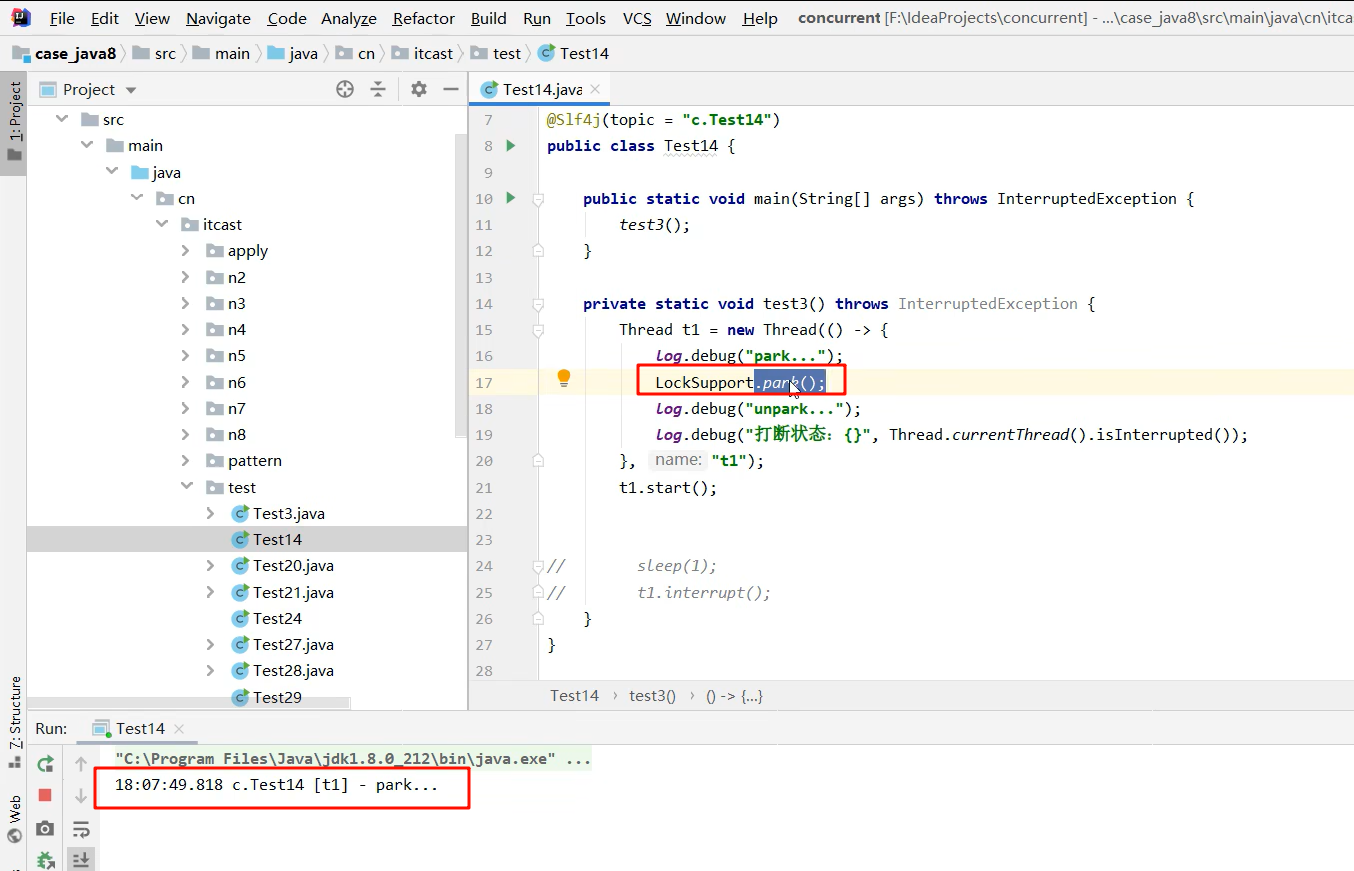 File Edit View Navigate Code Analyze Refactor Build Run Tools VCS Window Help concurrent [F:\IdeaProjects\concurrent] - ...\case_java8\src\main\java\cn\itcas
case_java8 src main java cn itcast test Test14
1: Project
Project
Test14.java
src
main
java
cn
itcast
apply
n2
n3
n4
n5
n6
n7
n8
pattern
test
Test3.java
Test14
Test20.java
Test21.java
Test24
Test27.java
Test28.java
Test29
7 @Slf4j(topic = "c.Test14")
8 public class Test14 {
9
10 public static void main(String[] args) throws InterruptedException {
11 test3();
12 }
13
14 private static void test3() throws InterruptedException {
15 Thread t1 = new Thread(() -> {
16 log.debug("park...");
17 LockSupport.park();
18 log.debug("unpark...");
19 log.debug("打断状态: {}", Thread.currentThread().isInterrupted());
20 }, name: "t1");
21 t1.start();
22
23
24 // sleep(1);
25 // t1.interrupt();
26 }
27 }
28
Test14 › test3() › () -> {...}
7: Structure
Web
Run: Test14
"C:\Program Files\Java\jdk1.8.0_212\bin\java.exe" ...
18:07:49.818 c.Test14 [t1] - park...